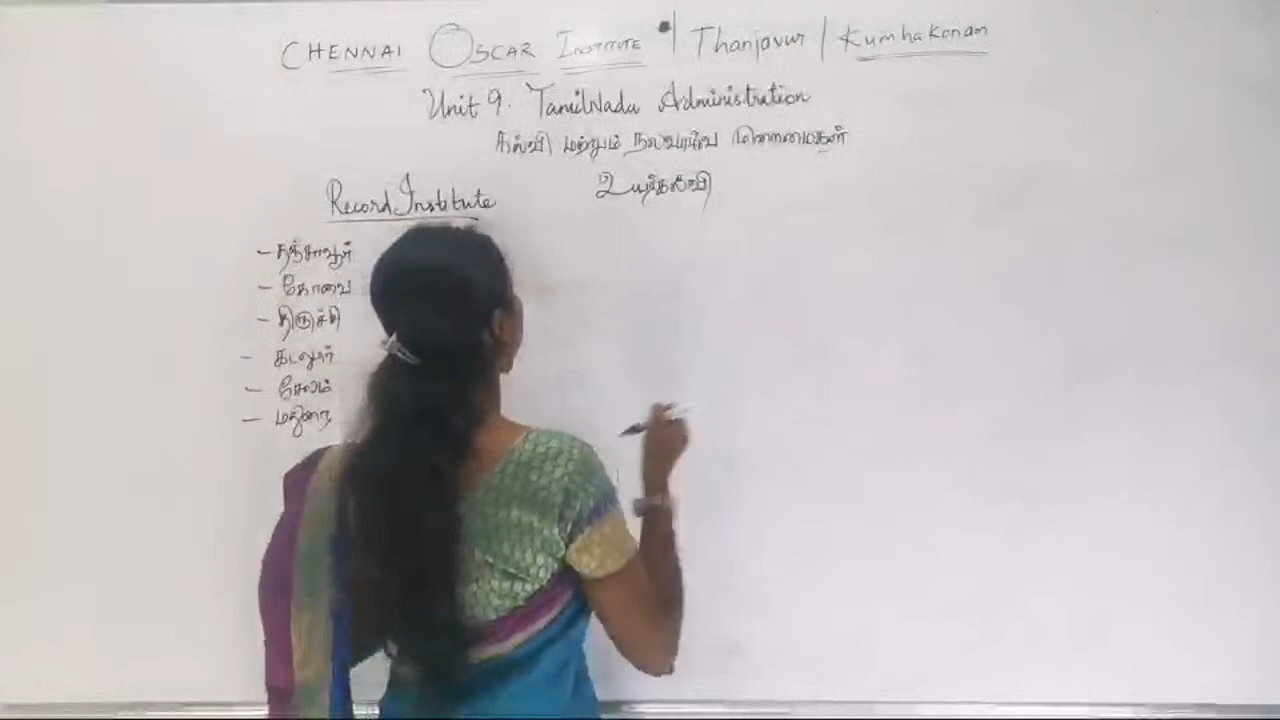 CHENNAI OSCAR INSTITUTE | Thanjavur | Kumbakonam
Unit 9. TamilNadu Administration
கல்வி மற்றும் நலவாழ்வு
உயர்கல்வி
Record Institute
- தஞ்சாவூர்
- கோவை
- திருச்சி
- கடலூர்
- சேலம்
- மதுரை